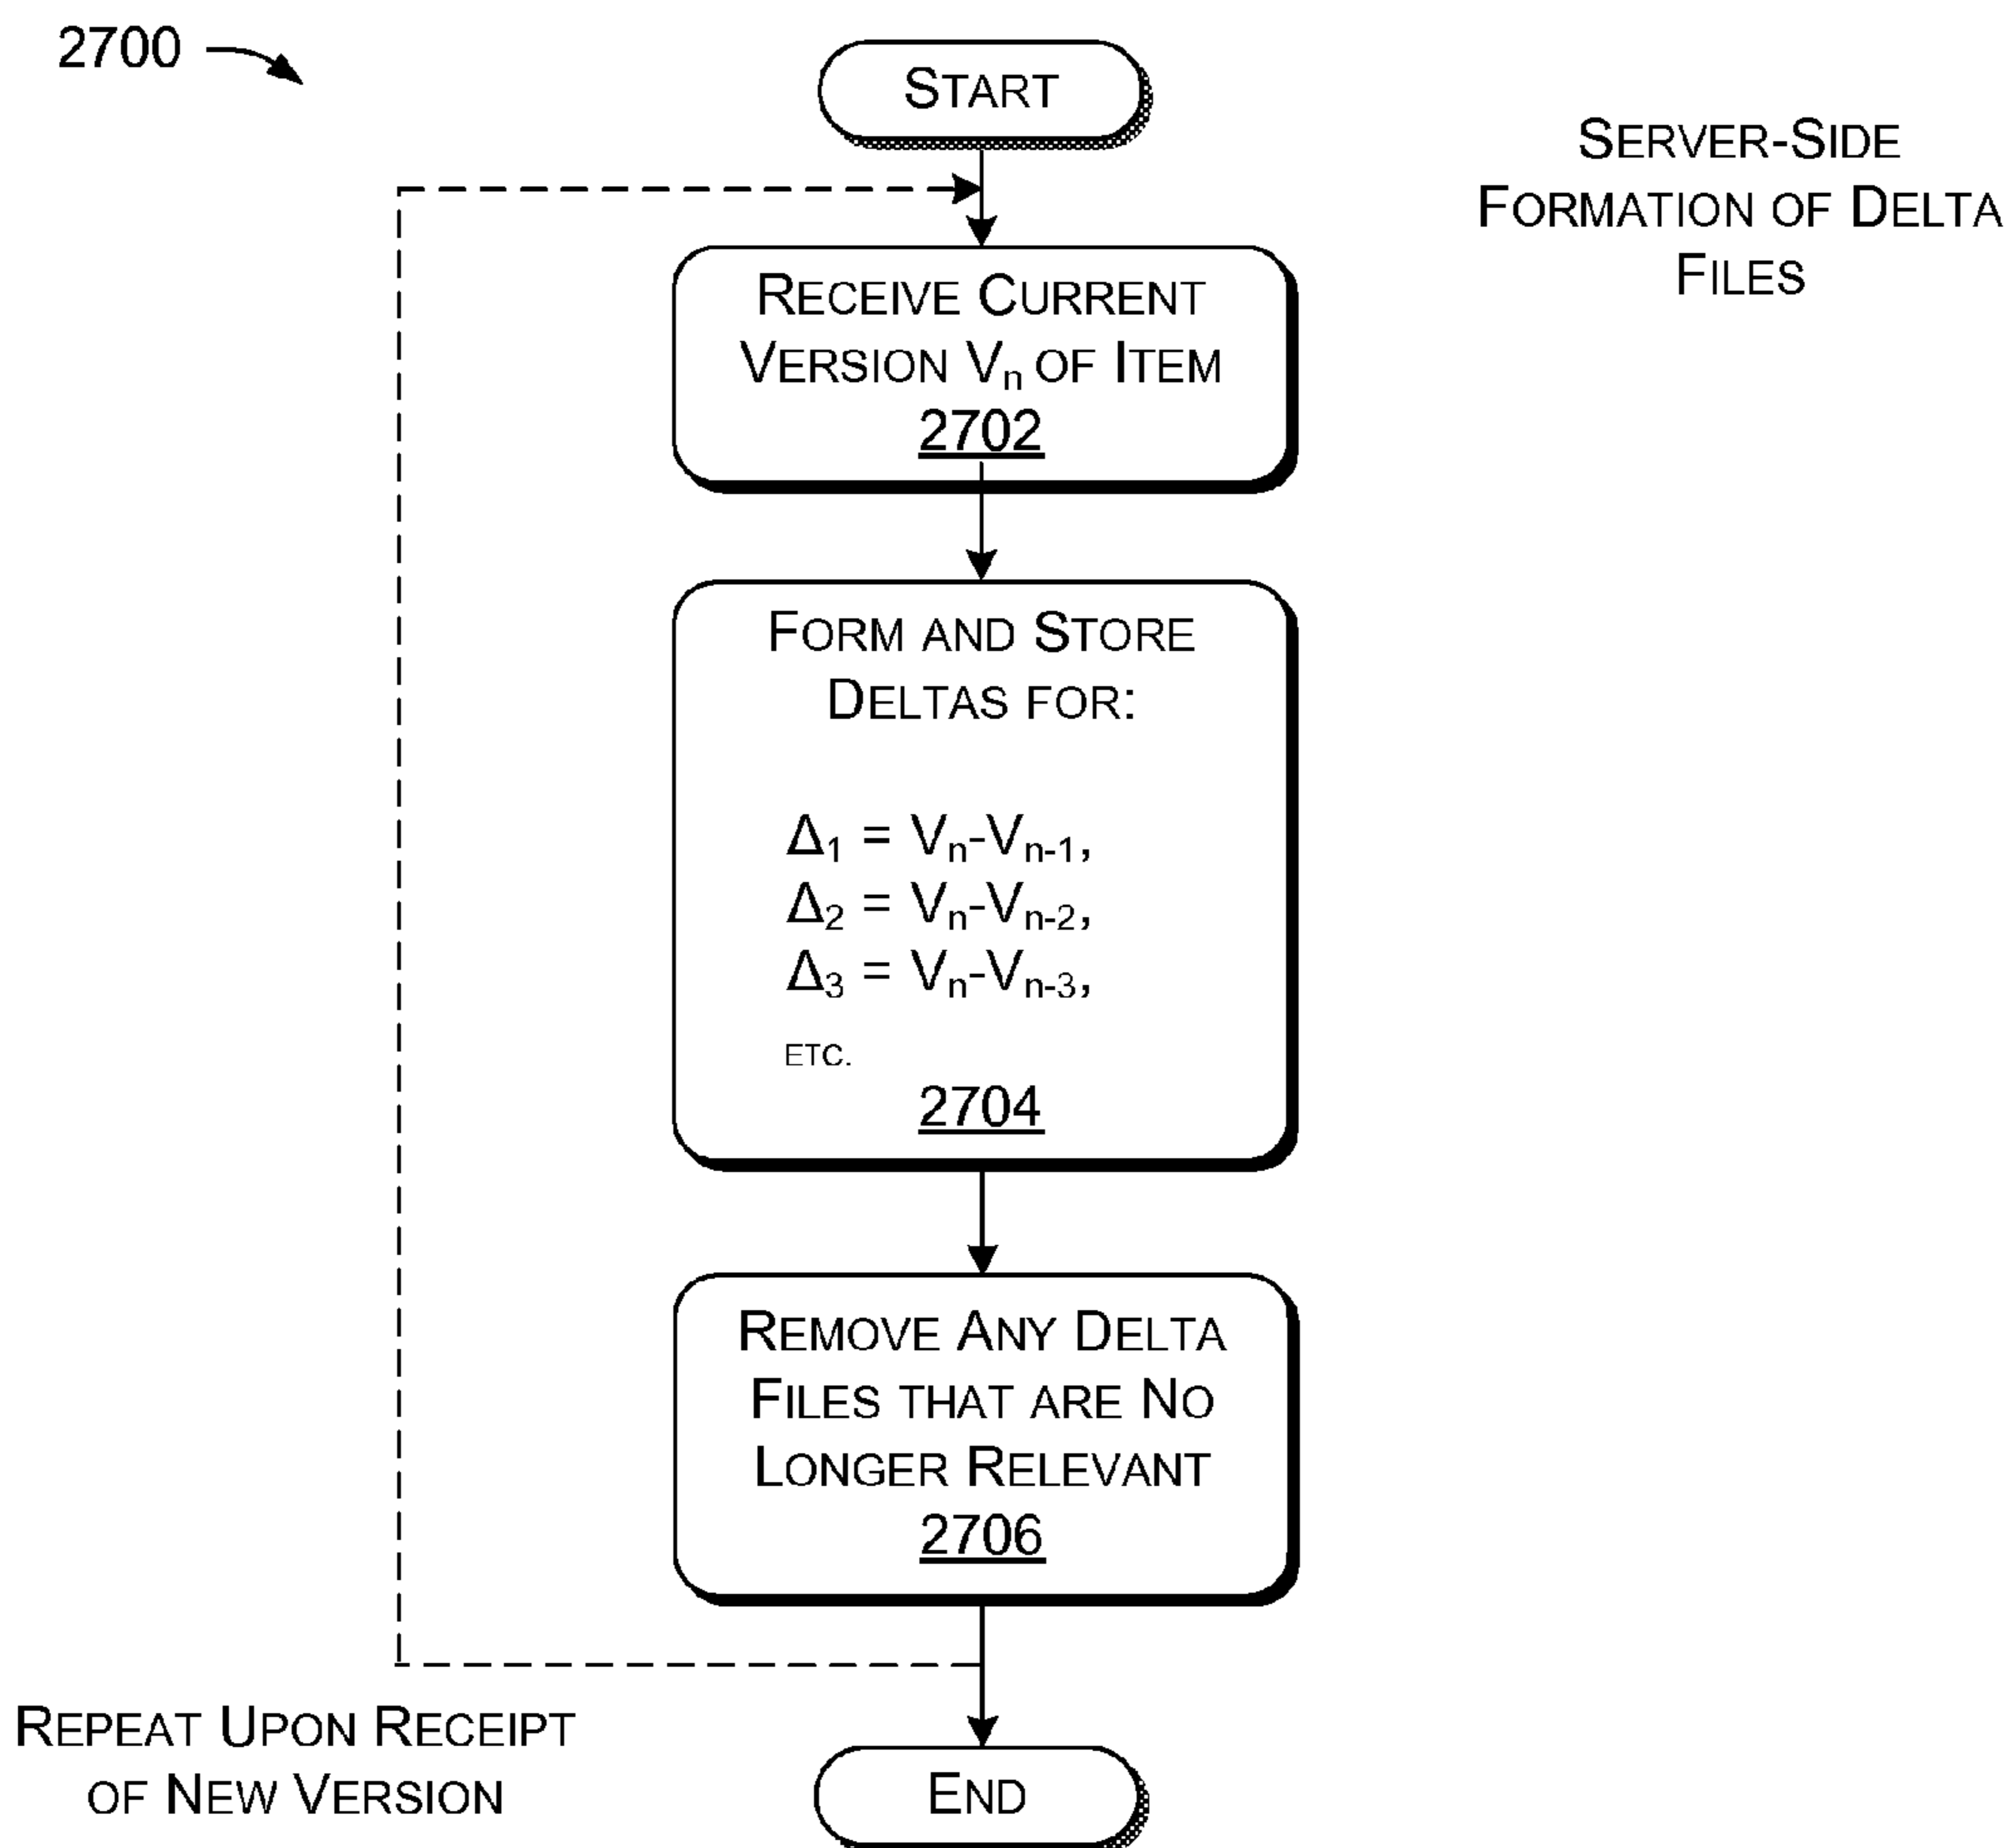 2700
START
SERVER-SIDE
FORMATION OF DELTA
FILES
RECEIVE CURRENT
VERSION Vn OF ITEM
2702
FORM AND STORE
DELTAS FOR:
Δ1 = Vn-Vn-1,
Δ2 = Vn-Vn-2,
Δ3 = Vn-Vn-3,
ETC.
2704
REMOVE ANY DELTA
FILES THAT ARE NO
LONGER RELEVANT
2706
REPEAT UPON RECEIPT
OF NEW VERSION
END